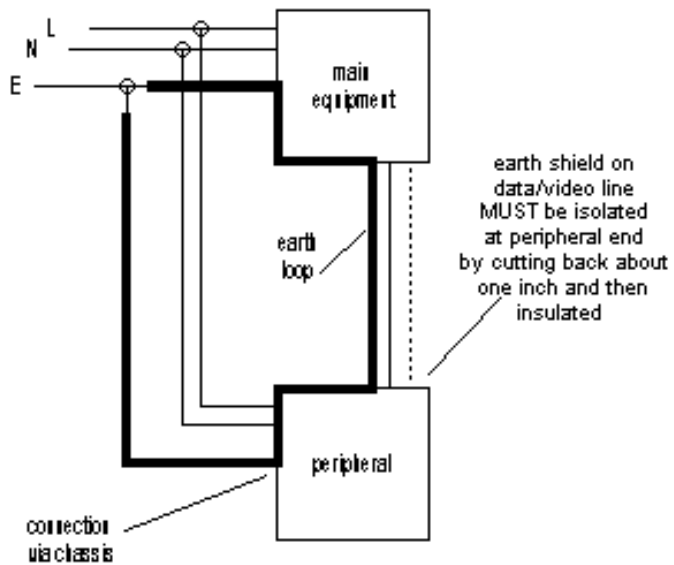 L
N
E
main
equipment
earth shield on
data/video line
MUST be isolated
at peripheral end
by cutting back about
one inch and then
insulated
earth
loop
peripheral
connection
via chassis